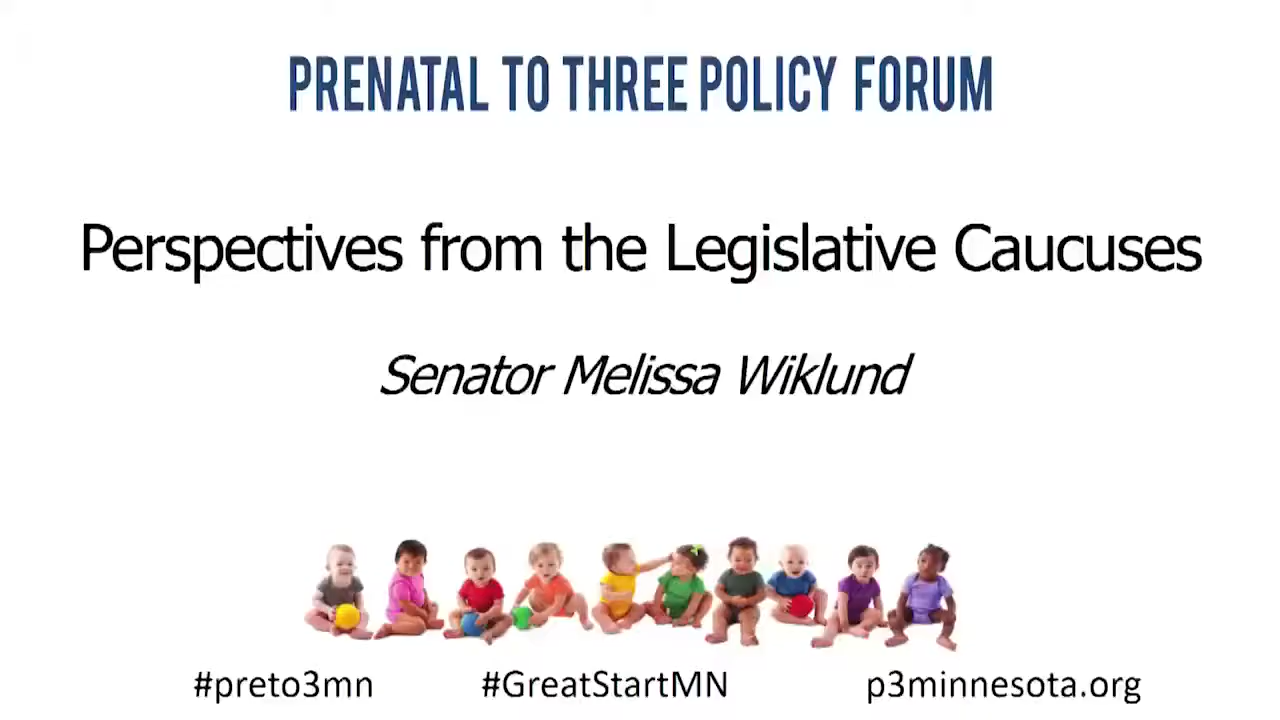 PRENATAL TO THREE POLICY FORUM
Perspectives from the Legislative Caucuses
Senator Melissa Wiklund
#preto3mn #GreatStartMN p3minnesota.org